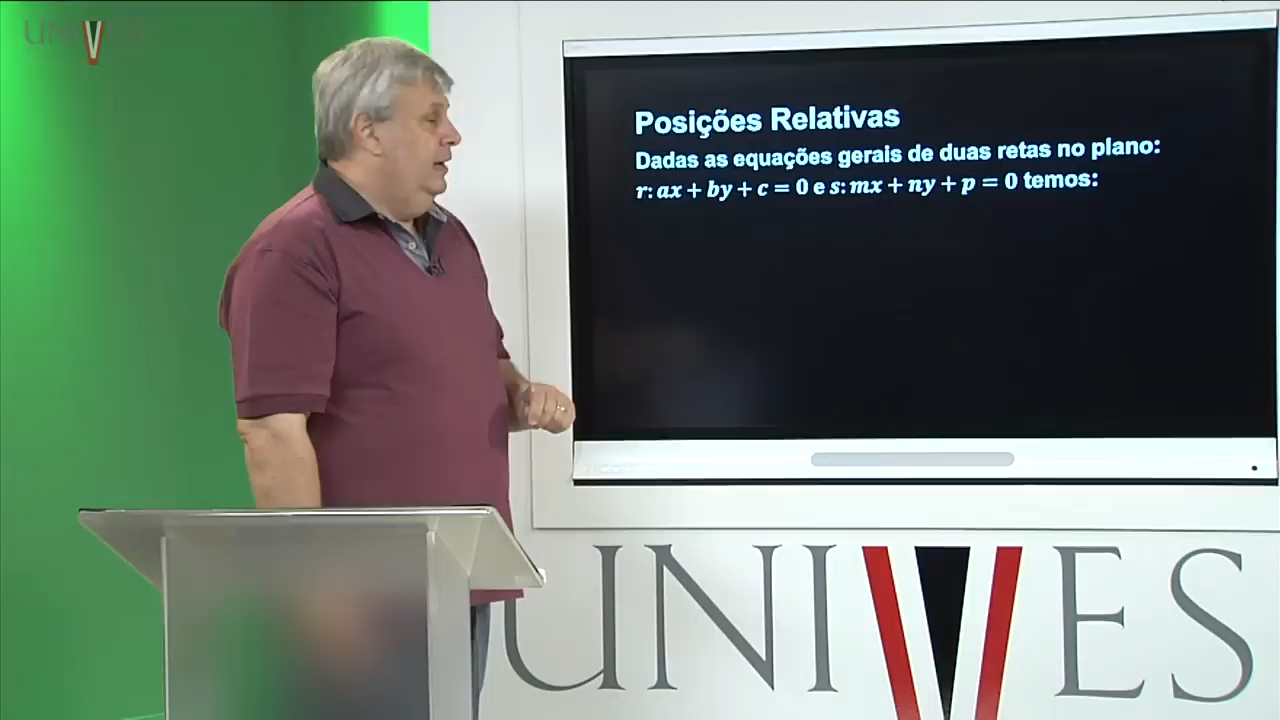 UNIVESP
Posições Relativas
Dadas as equações gerais de duas retas no plano:
r: ax + by + c = 0 e s: mx + ny + p = 0 temos:
UNIVES